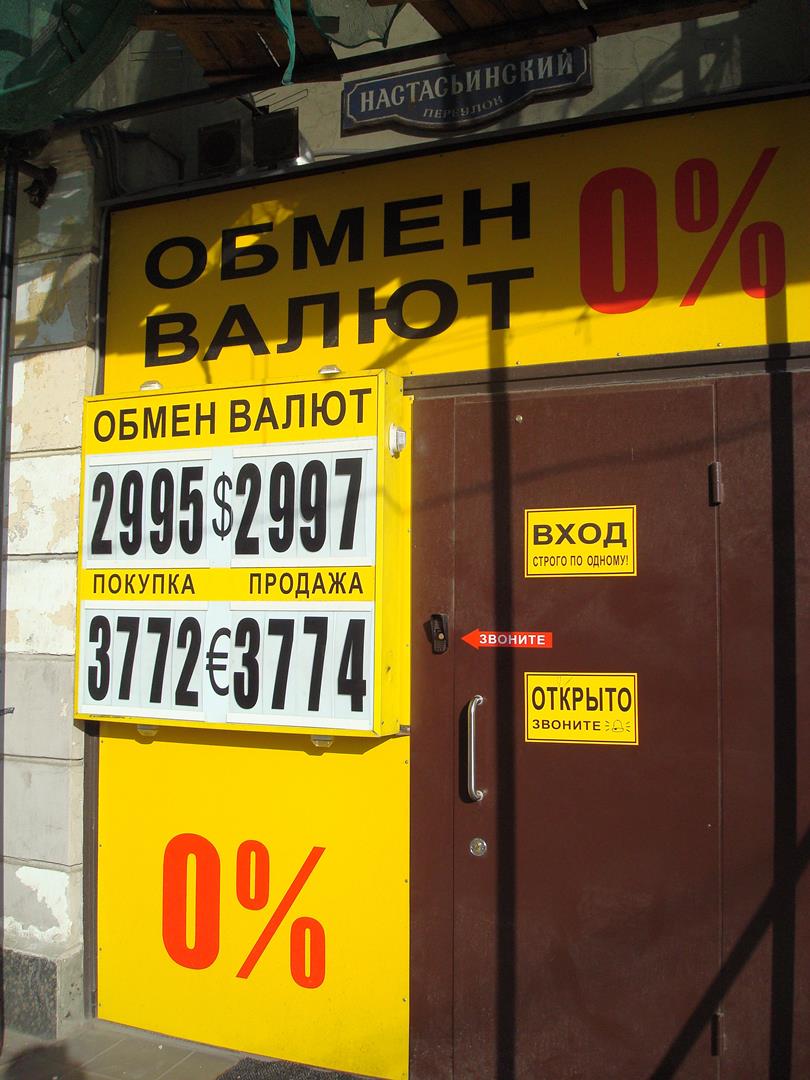 НАСТАСЬИНСКИЙ
ПЕРЕУЛОК
ОБМЕН
ВАЛЮТ 0%
ОБМЕН ВАЛЮТ
2995 $ 2997
ПОКУПКА ПРОДАЖА
3772 € 3774
0%
ВХОД
СТРОГО ПО ОДНОМУ!
ЗВОНИТЕ
ОТКРЫТО
ЗВОНИТЕ